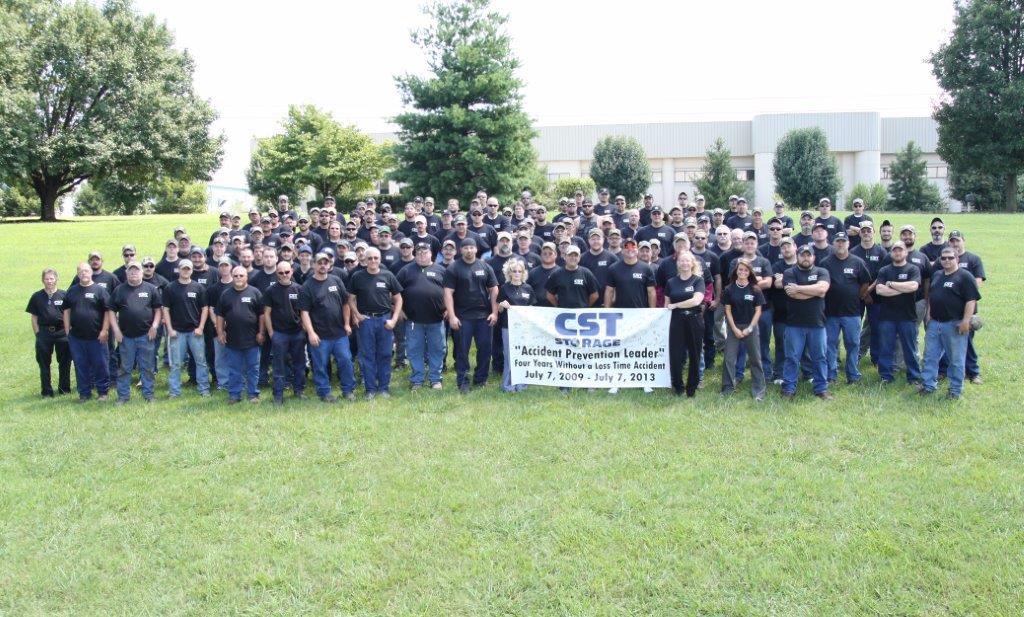 CST
STORAGE
"Accident Prevention Leader"
Four Years Without a Loss Time Accident
July 7, 2009 - July 7, 2013